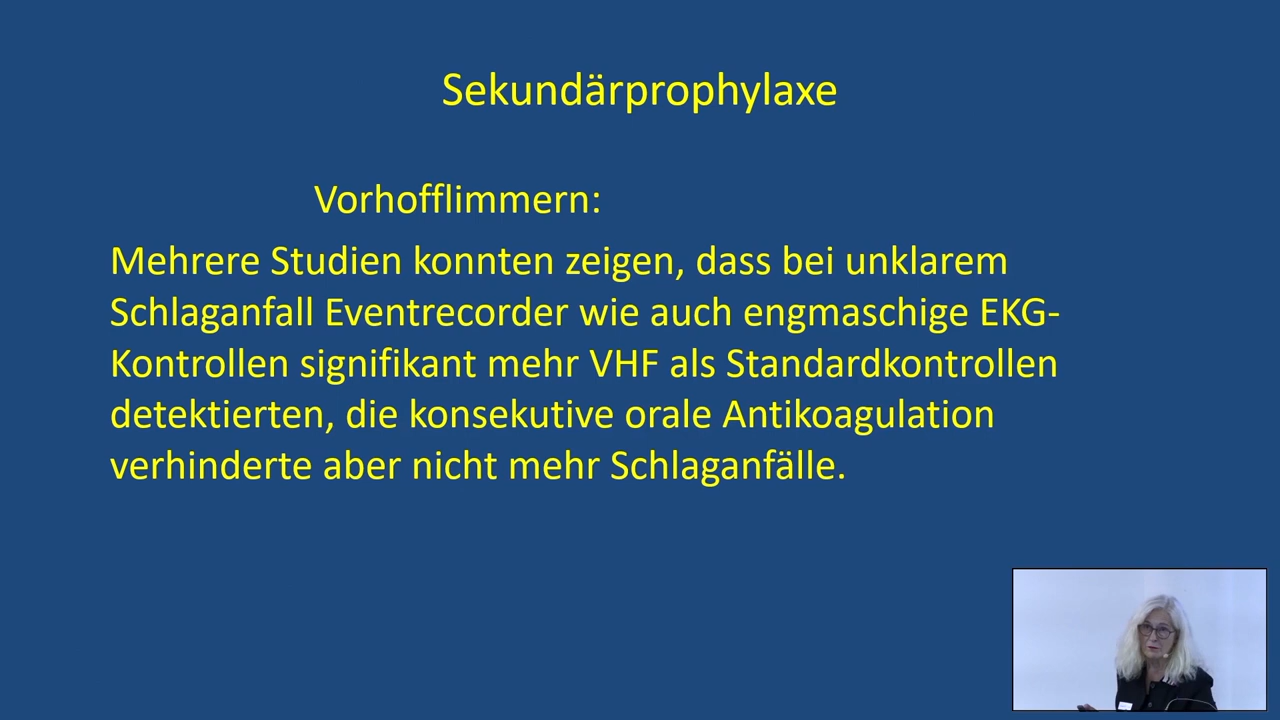 Sekundärprophylaxe
Vorhofflimmern:
Mehrere Studien konnten zeigen, dass bei unklarem
Schlaganfall Eventrecorder wie auch engmaschige EKG-
Kontrollen signifikant mehr VHF als Standardkontrollen
detektierten, die konsekutive orale Antikoagulation
verhinderte aber nicht mehr Schlaganfälle.